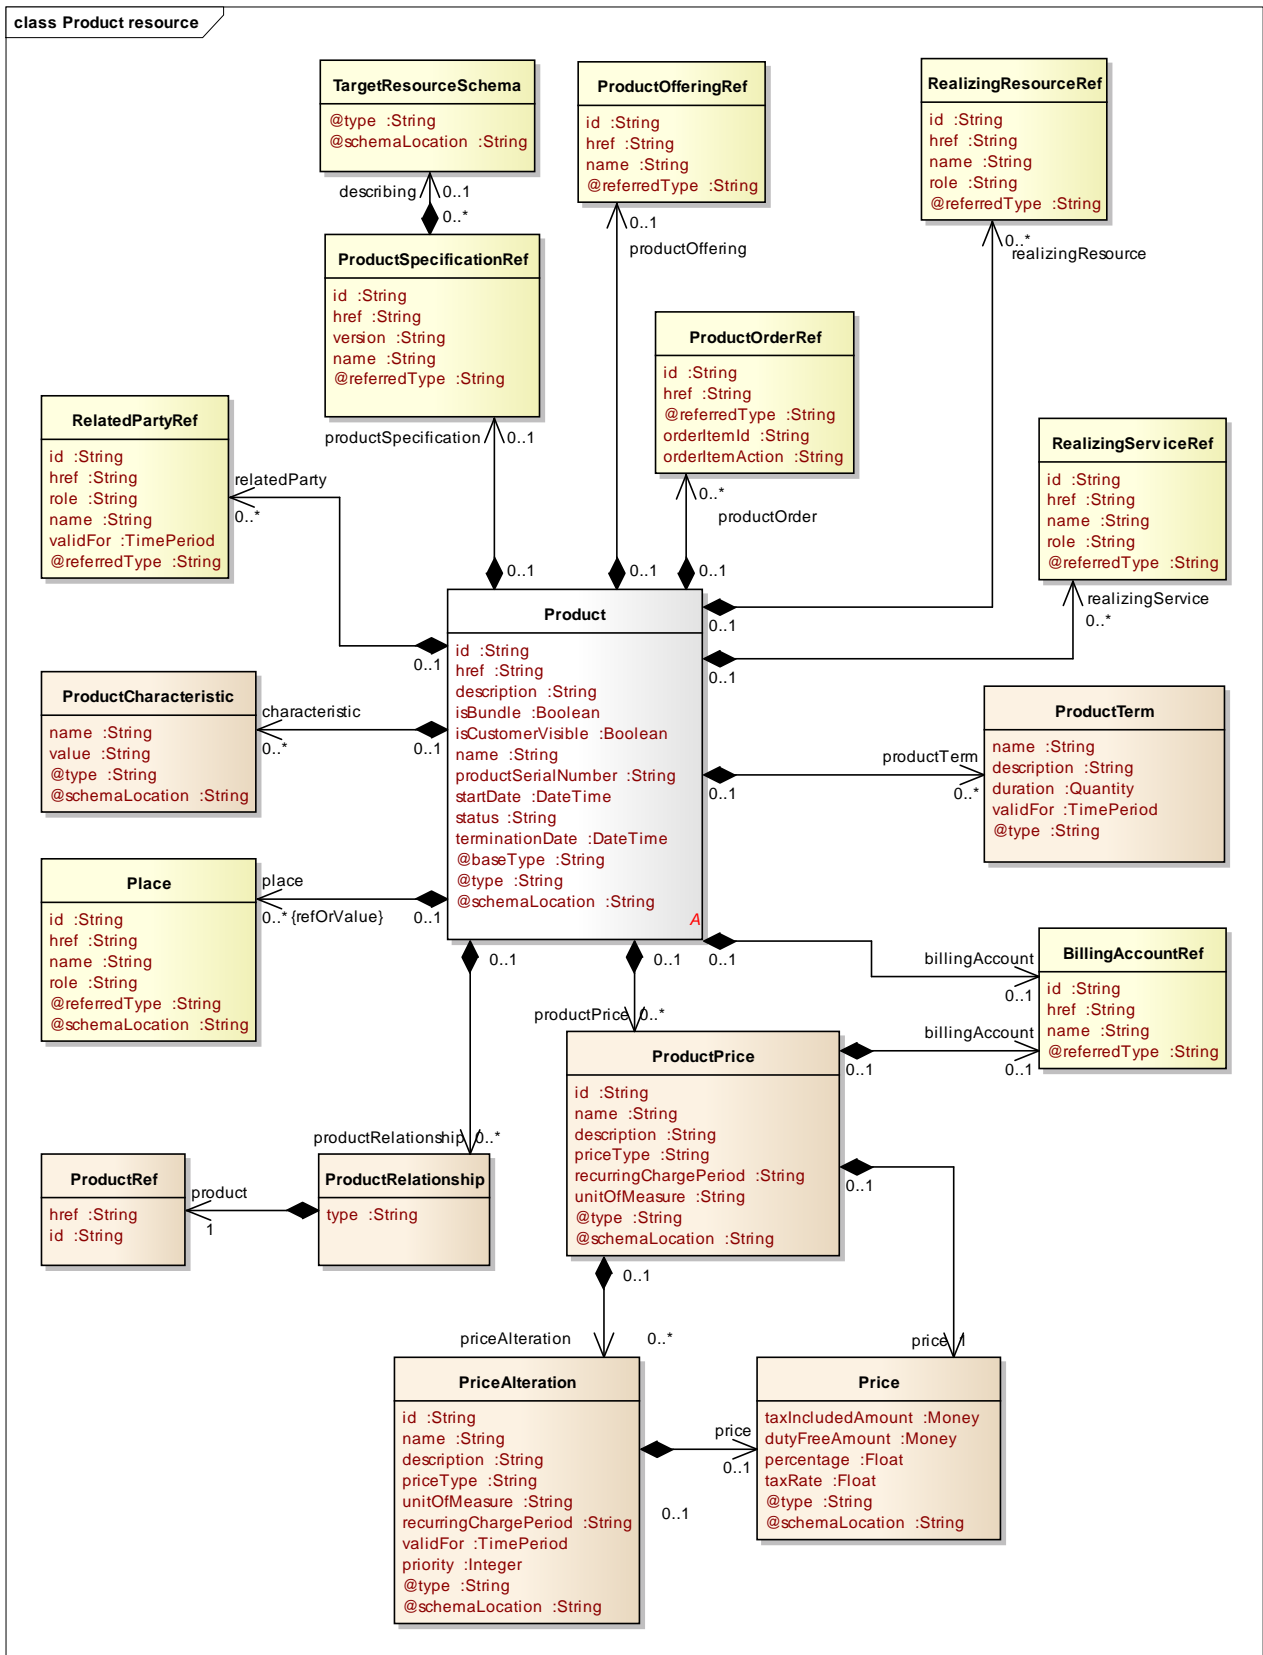 class Product resource
TargetResourceSchema
@type :String
@schemaLocation :String
describing
0..1
0..*
ProductOfferingRef
id :String
href :String
name :String
@referredType :String
0..1
productOffering
RealizingResourceRef
id :String
href :String
name :String
role :String
@referredType :String
0..*
realizingResource
ProductSpecificationRef
id :String
href :String
version :String
name :String
@referredType :String
productSpecification
0..1
ProductOrderRef
id :String
href :String
@referredType :String
orderItemId :String
orderItemAction :String
0..*
productOrder
RelatedPartyRef
id :String
href :String
role :String
name :String
validFor :TimePeriod
@referredType :String
relatedParty
0..*
RealizingServiceRef
id :String
href :String
name :String
role :String
@referredType :String
realizingService
0..*
0..1
0..1
0..1
Product
id :String
href :String
description :String
isBundle :Boolean
isCustomerVisible :Boolean
name :String
productSerialNumber :String
startDate :DateTime
status :String
terminationDate :DateTime
@baseType :String
@type :String
@schemaLocation :String
A
0..1
0..1
0..1
0..1
0..1
0..1
ProductCharacteristic
name :String
value :String
@type :String
@schemaLocation :String
characteristic
0..*
ProductTerm
name :String
description :String
duration :Quantity
validFor :TimePeriod
@type :String
productTerm
0..*
Place
id :String
href :String
name :String
role :String
@referredType :String
@schemaLocation :String
place
0..* {refOrValue}
0..1
0..1
0..1
BillingAccountRef
id :String
href :String
name :String
@referredType :String
billingAccount
0..1
billingAccount
0..1
productPrice
0..*
ProductPrice
id :String
name :String
description :String
priceType :String
recurringChargePeriod :String
unitOfMeasure :String
@type :String
@schemaLocation :String
0..1
0..1
0..1
productRelationship
0..*
ProductRef
href :String
id :String
product
1
ProductRelationship
type :String
priceAlteration
0..*
price
1
PriceAlteration
id :String
name :String
description :String
priceType :String
unitOfMeasure :String
recurringChargePeriod :String
validFor :TimePeriod
priority :Integer
@type :String
@schemaLocation :String
price
0..1
0..1
Price
taxIncludedAmount :Money
dutyFreeAmount :Money
percentage :Float
taxRate :Float
@type :String
@schemaLocation :String